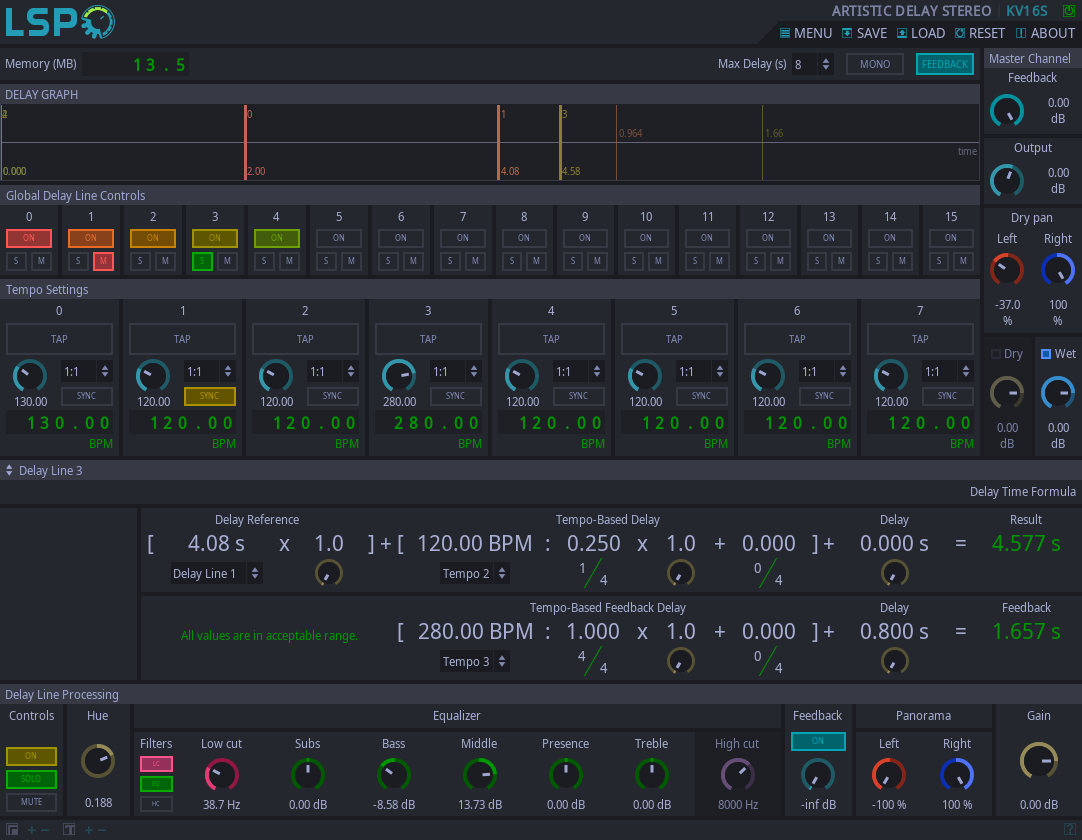 LSP
ARTISTIC DELAY STEREO KV16S
MENU SAVE LOAD RESET ABOUT
Memory (MB) 13.5 Max Delay (s) 8 MONO FEEDBACK
DELAY GRAPH
0 1 3
0.964 1.66
time
0.000 2.00 4.08 4.58
Master Channel
Feedback
0.00 dB
Output
0.00 dB
Dry pan
Left Right
-37.0 % 100 %
Dry Wet
0.00 dB 0.00 dB
Global Delay Line Controls
0 1 2 3 4 5 6 7 8 9 10 11 12 13 14 15
ON ON ON ON ON ON ON ON ON ON ON ON ON ON ON ON
S M S M S M S M S M S M S M S M S M S M S M S M S M S M S M S M
Tempo Settings
0 1 2 3 4 5 6 7
TAP TAP TAP TAP TAP TAP TAP TAP
1:1 1:1 1:1 1:1 1:1 1:1 1:1 1:1
SYNC SYNC SYNC SYNC SYNC SYNC SYNC SYNC
130.00 120.00 120.00 280.00 120.00 120.00 120.00 120.00
130.00 120.00 120.00 280.00 120.00 120.00 120.00 120.00
BPM BPM BPM BPM BPM BPM BPM BPM
Delay Line 3
Delay Time Formula
Delay Reference Tempo-Based Delay Delay Result
[ 4.08 s x 1.0 ] + [ 120.00 BPM : 0.250 x 1.0 + 0.000 ] + 0.000 s = 4.577 s
Delay Line 1 Tempo 2 1/4 0/4
Tempo-Based Feedback Delay Delay Feedback
All values are in acceptable range. [ 280.00 BPM : 1.000 x 1.0 + 0.000 ] + 0.800 s = 1.657 s
Tempo 3 4/4 0/4
Delay Line Processing
Controls Hue Equalizer Feedback Panorama Gain
ON SOLO MUTE
0.188
Filters Low cut Subs Bass Middle Presence Treble High cut ON Left Right
LC EQ HC
38.7 Hz 0.00 dB -8.58 dB 13.73 dB 0.00 dB 0.00 dB 8000 Hz -inf dB -100 % 100 % 0.00 dB